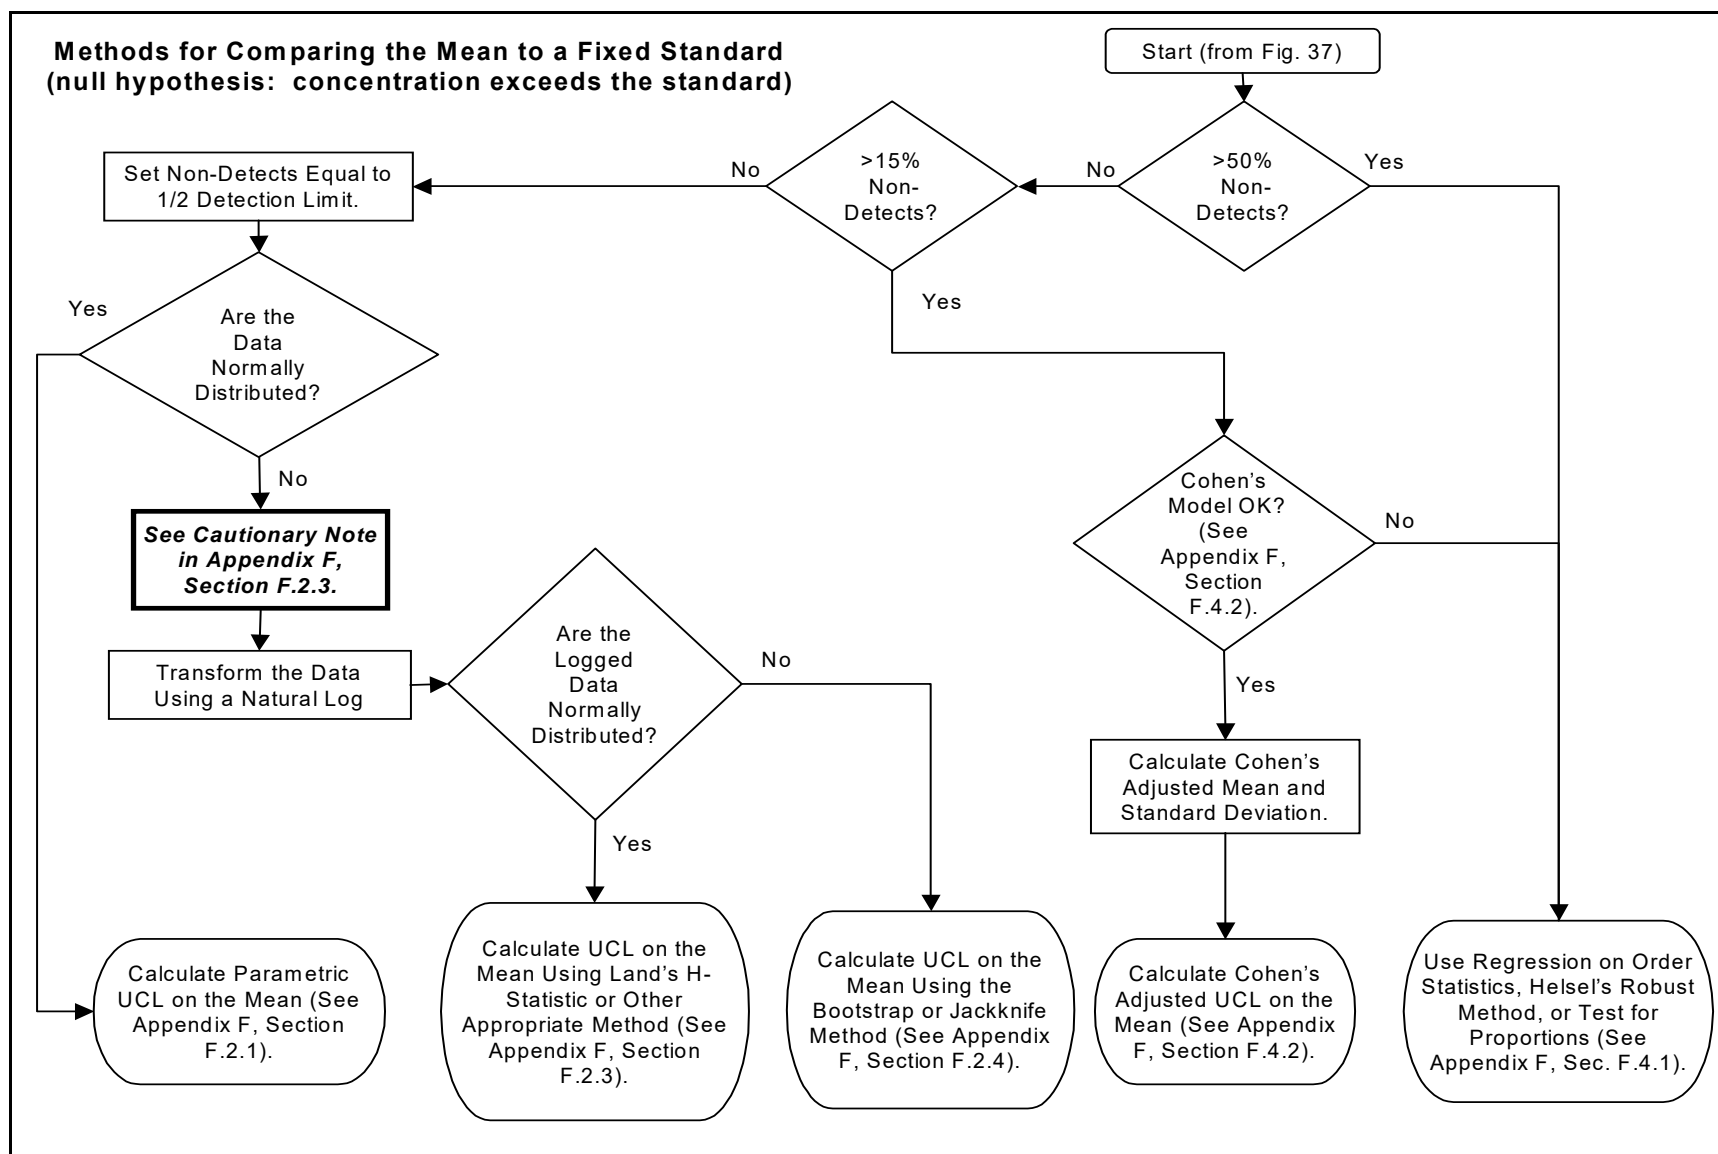 Methods for Comparing the Mean to a Fixed Standard
(null hypothesis: concentration exceeds the standard)
Start (from Fig. 37)
>50%
Non-
Detects?
Yes
No
>15%
Non-
Detects?
No
Yes
Set Non-Detects Equal to
1/2 Detection Limit.
Are the
Data
Normally
Distributed?
Yes
No
See Cautionary Note
in Appendix F,
Section F.2.3.
Transform the Data
Using a Natural Log
Are the
Logged
Data
Normally
Distributed?
No
Yes
Cohen's
Model OK?
(See
Appendix F,
Section
F.4.2).
No
Yes
Calculate Cohen's
Adjusted Mean and
Standard Deviation.
Calculate Parametric
UCL on the Mean (See
Appendix F, Section
F.2.1).
Calculate UCL on the
Mean Using Land's H-
Statistic or Other
Appropriate Method (See
Appendix F, Section
F.2.3).
Calculate UCL on the
Mean Using the
Bootstrap or Jackknife
Method (See Appendix
F, Section F.2.4).
Calculate Cohen's
Adjusted UCL on the
Mean (See Appendix
F, Section F.4.2).
Use Regression on Order
Statistics, Helsel's Robust
Method, or Test for
Proportions (See
Appendix F, Sec. F.4.1).